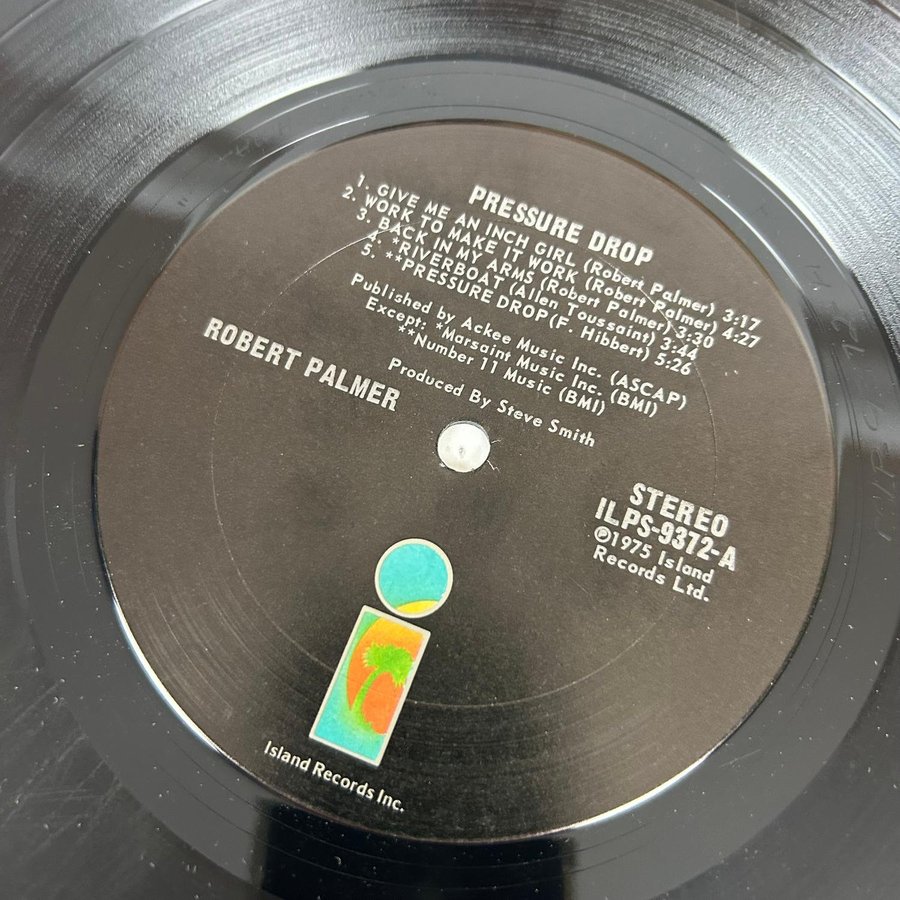 PRESSURE DROP
1. GIVE ME AN INCH GIRL (Robert Palmer) 3:17
2. WORK TO MAKE IT WORK (Robert Palmer) 4:27
3. BACK IN MY ARMS (Robert Palmer) 3:30
4. *RIVERBOAT (Allen Toussaint) 3:44
5. **PRESSURE DROP (F. Hibbert) 5:26
Published by Ackee Music Inc. (ASCAP)
Except: *Marsaint Music Inc. (BMI)
**Number 11 Music (BMI)
Produced By Steve Smith
ROBERT PALMER
STEREO
ILPS-9372-A
℗1975 Island
Records Ltd.
Island Records Inc.